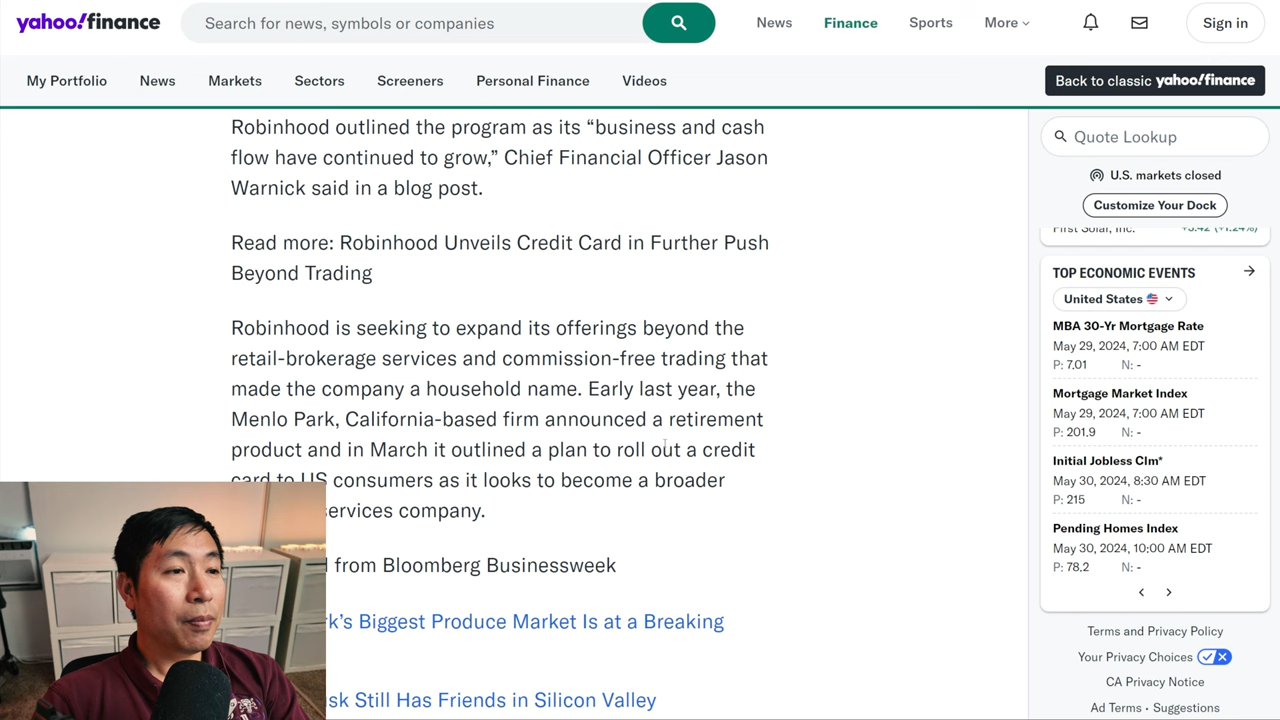 yahoo!finance
Search for news, symbols or companies
News
Finance
Sports
More
Sign in
My Portfolio
News
Markets
Sectors
Screeners
Personal Finance
Videos
Back to classic yahoo!finance
Robinhood outlined the program as its “business and cash
flow have continued to grow,” Chief Financial Officer Jason
Warnick said in a blog post.
Read more: Robinhood Unveils Credit Card in Further Push
Beyond Trading
Robinhood is seeking to expand its offerings beyond the
retail-brokerage services and commission-free trading that
made the company a household name. Early last year, the
Menlo Park, California-based firm announced a retirement
product and in March it outlined a plan to roll out a credit
card to US consumers as it looks to become a broader
services company.
from Bloomberg Businessweek
Biggest Produce Market Is at a Breaking
Still Has Friends in Silicon Valley
Quote Lookup
U.S. markets closed
Customize Your Dock
First Solar, Inc. +3.42 (+1.24%)
TOP ECONOMIC EVENTS
United States
MBA 30-Yr Mortgage Rate
May 29, 2024, 7:00 AM EDT
P: 7.01 N: -
Mortgage Market Index
May 29, 2024, 7:00 AM EDT
P: 201.9 N: -
Initial Jobless Clm*
May 30, 2024, 8:30 AM EDT
P: 215 N: -
Pending Homes Index
May 30, 2024, 10:00 AM EDT
P: 78.2 N: -
Terms and Privacy Policy
Your Privacy Choices
CA Privacy Notice
Ad Terms • Suggestions